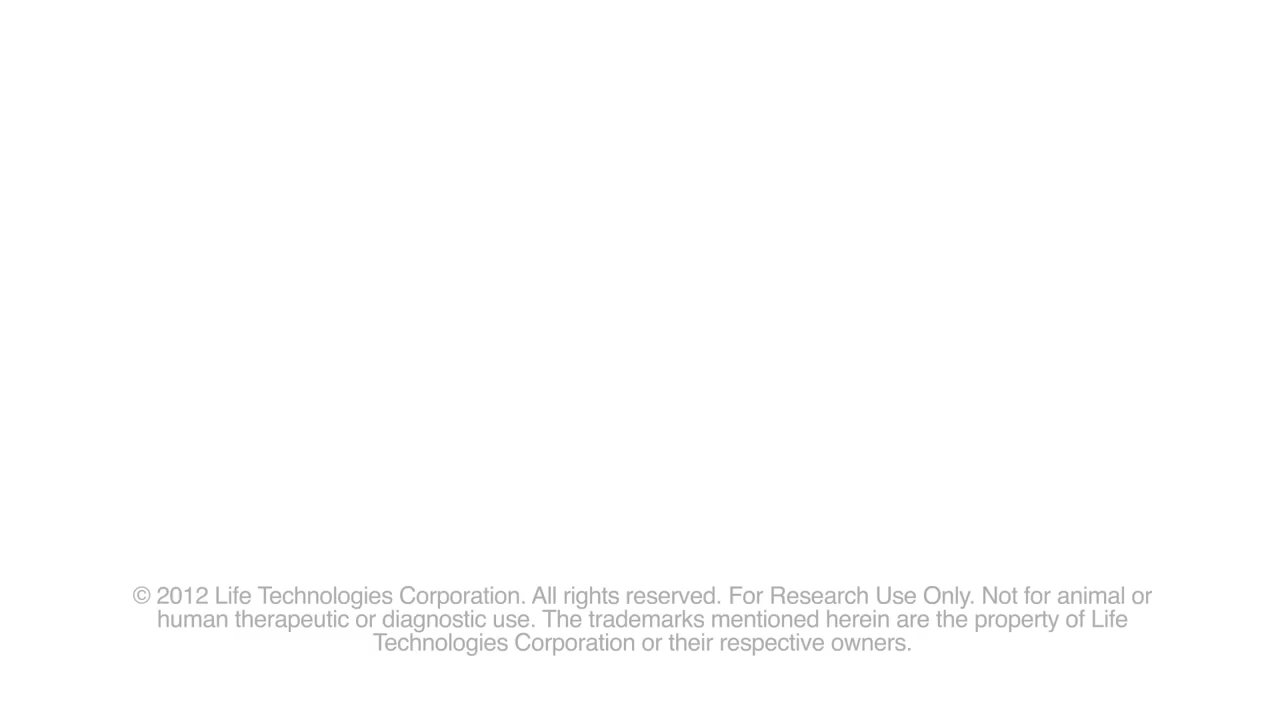 © 2012 Life Technologies Corporation. All rights reserved. For Research Use Only. Not for animal or
human therapeutic or diagnostic use. The trademarks mentioned herein are the property of Life
Technologies Corporation or their respective owners.